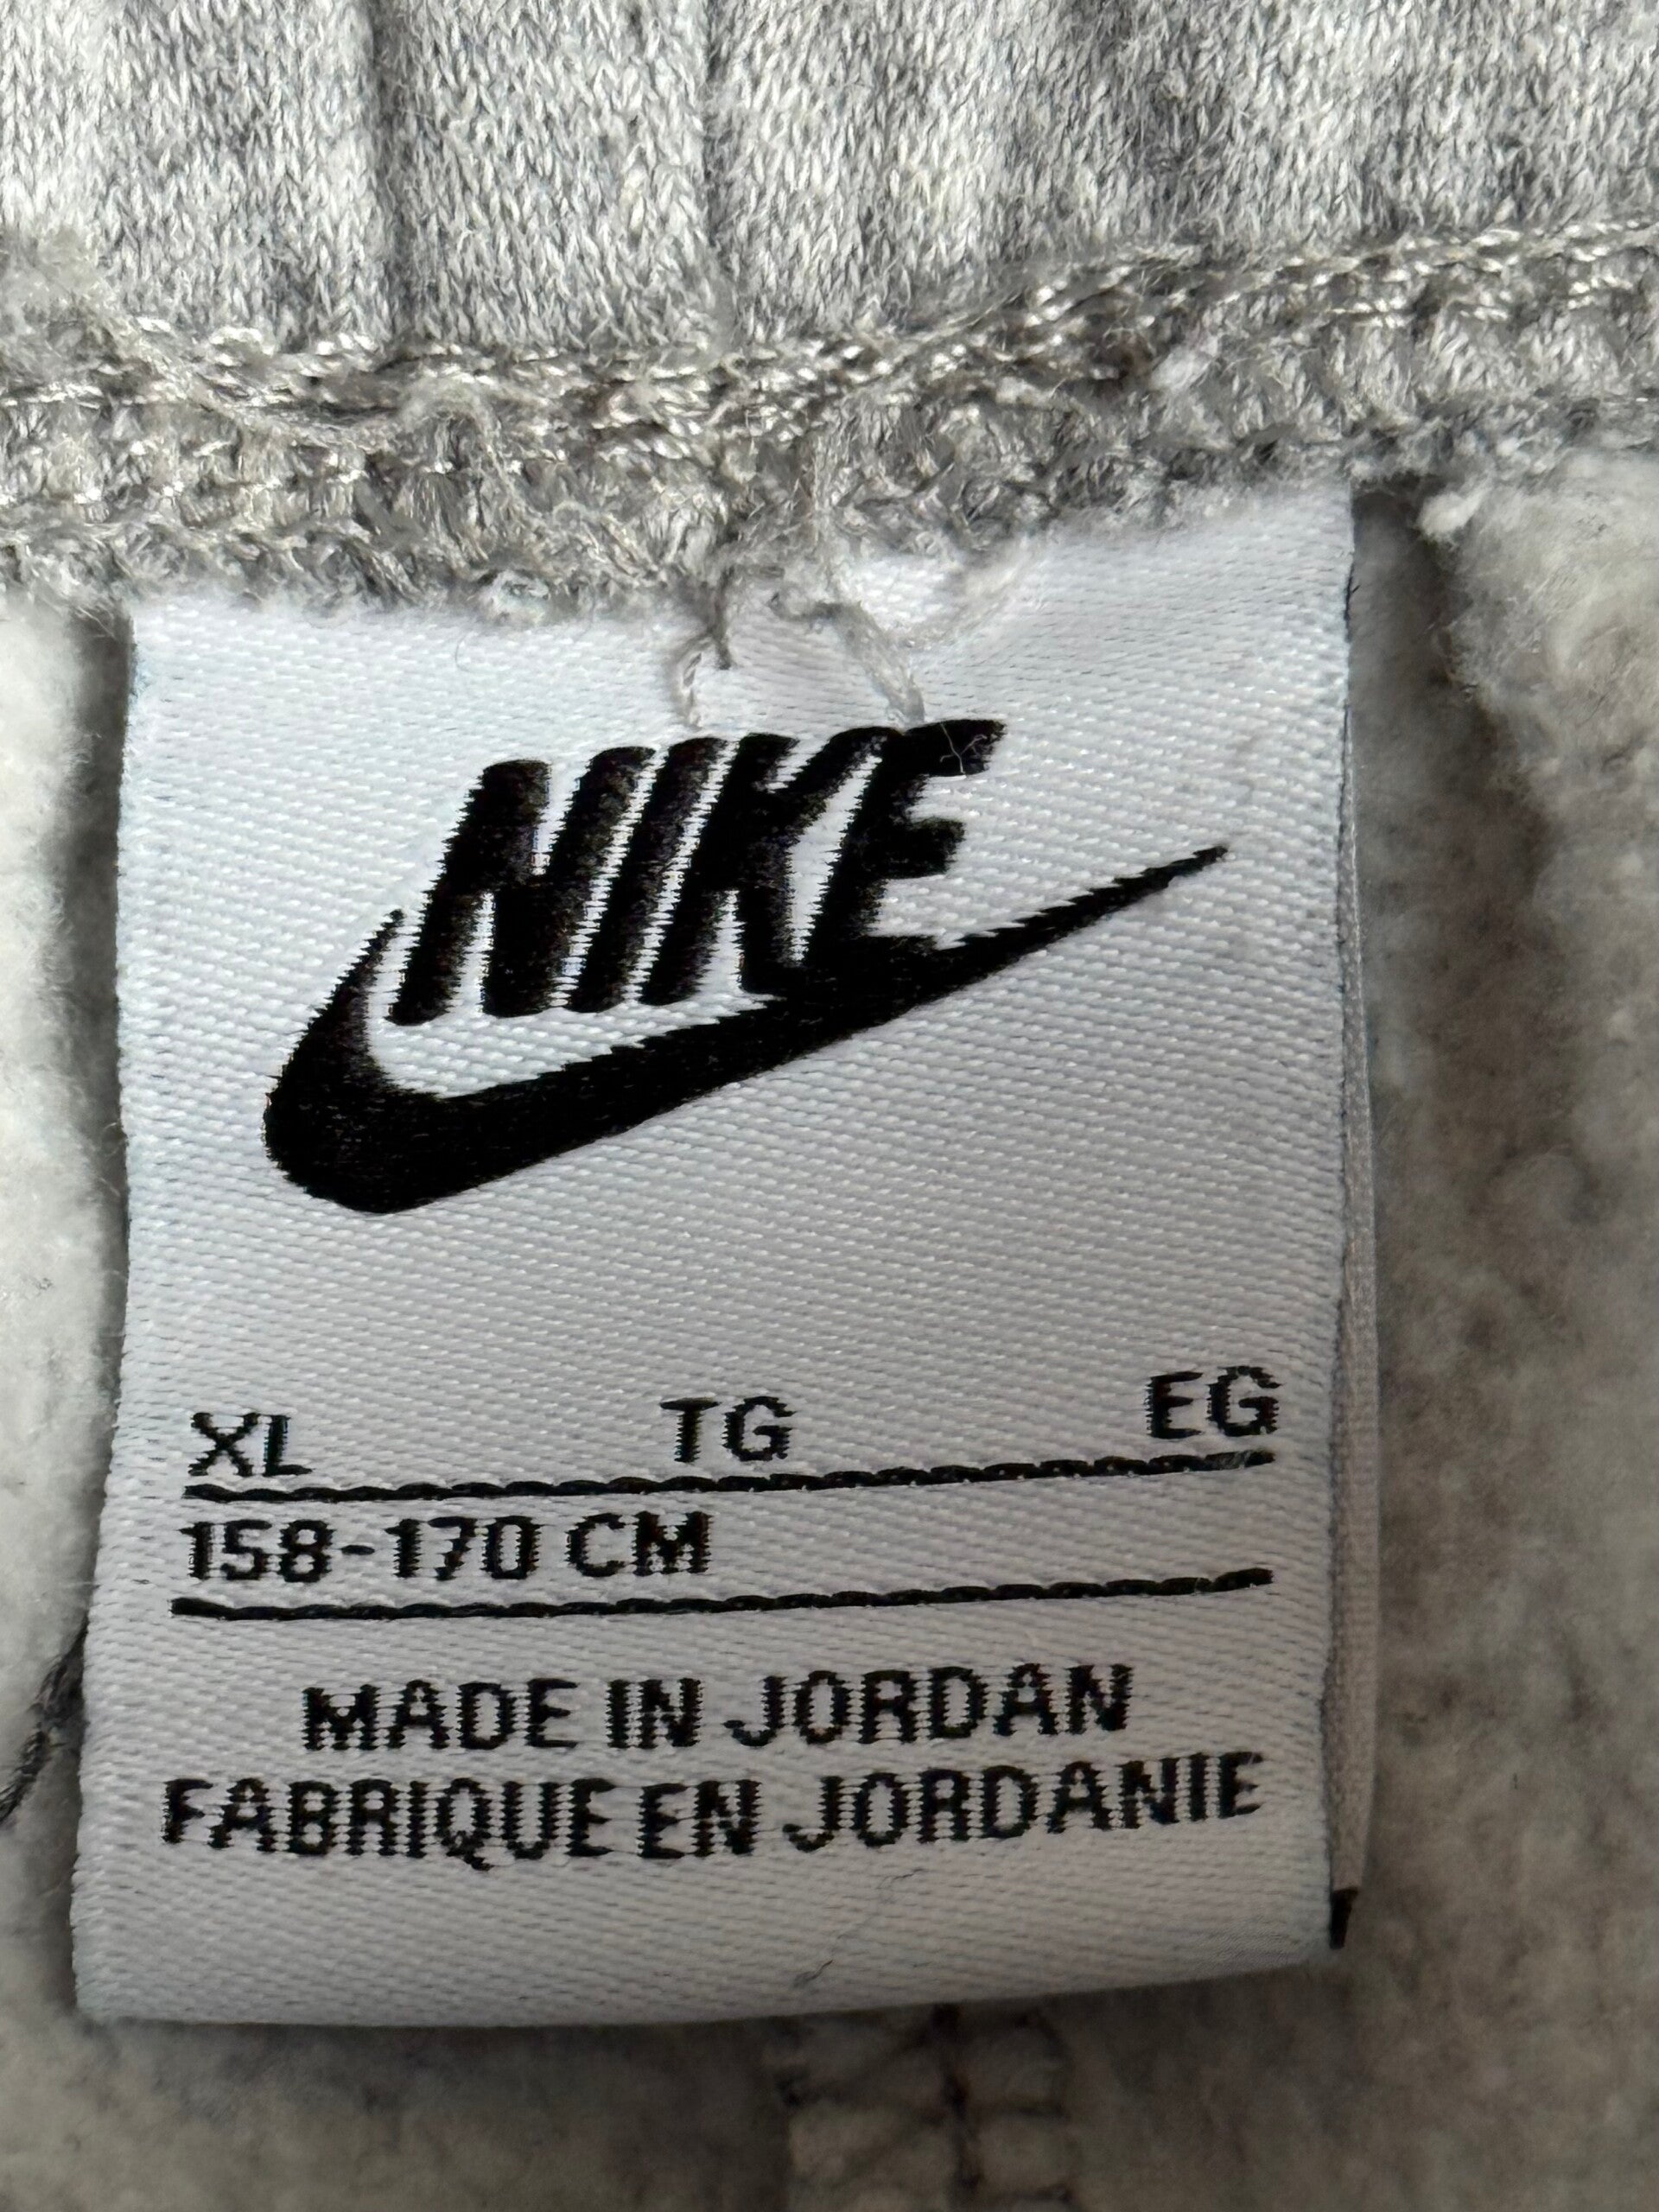 NIKE
XL TG EG
158-170 CM
MADE IN JORDAN
FABRIQUE EN JORDANIE